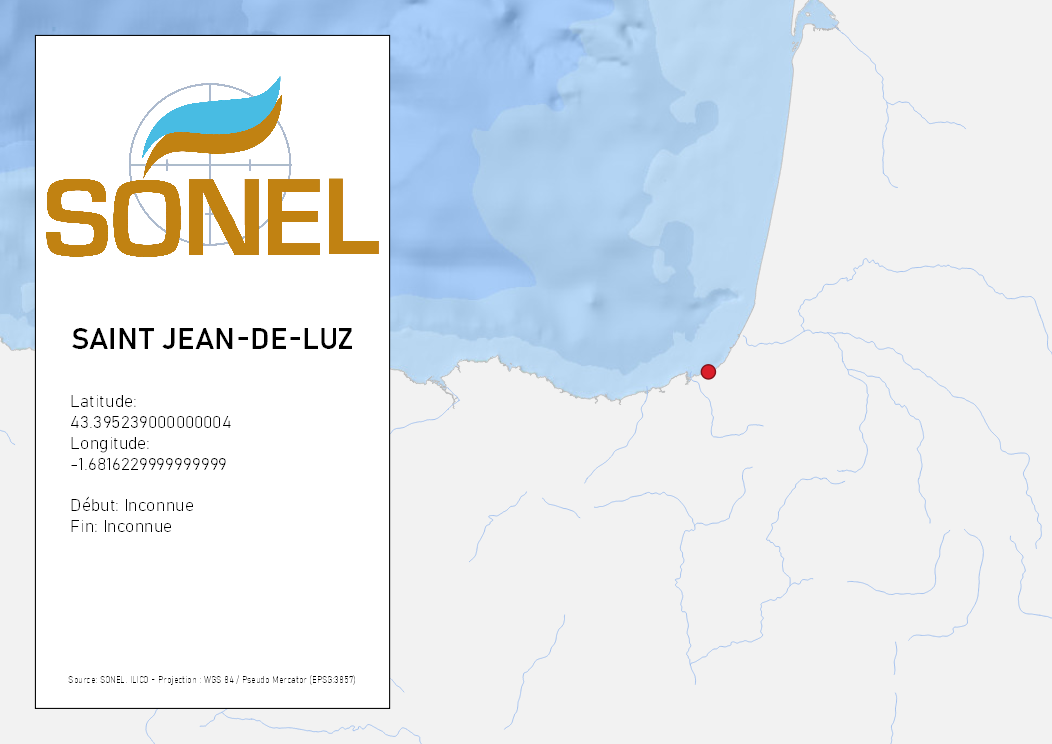 SONEL
SAINT JEAN-DE-LUZ
Latitude:
43.395239000000004
Longitude:
-1.6816229999999999
Début: Inconnue
Fin: Inconnue
Source: SONEL, ILICO - Projection : WGS 84 / Pseudo Mercator (EPSG:3857)